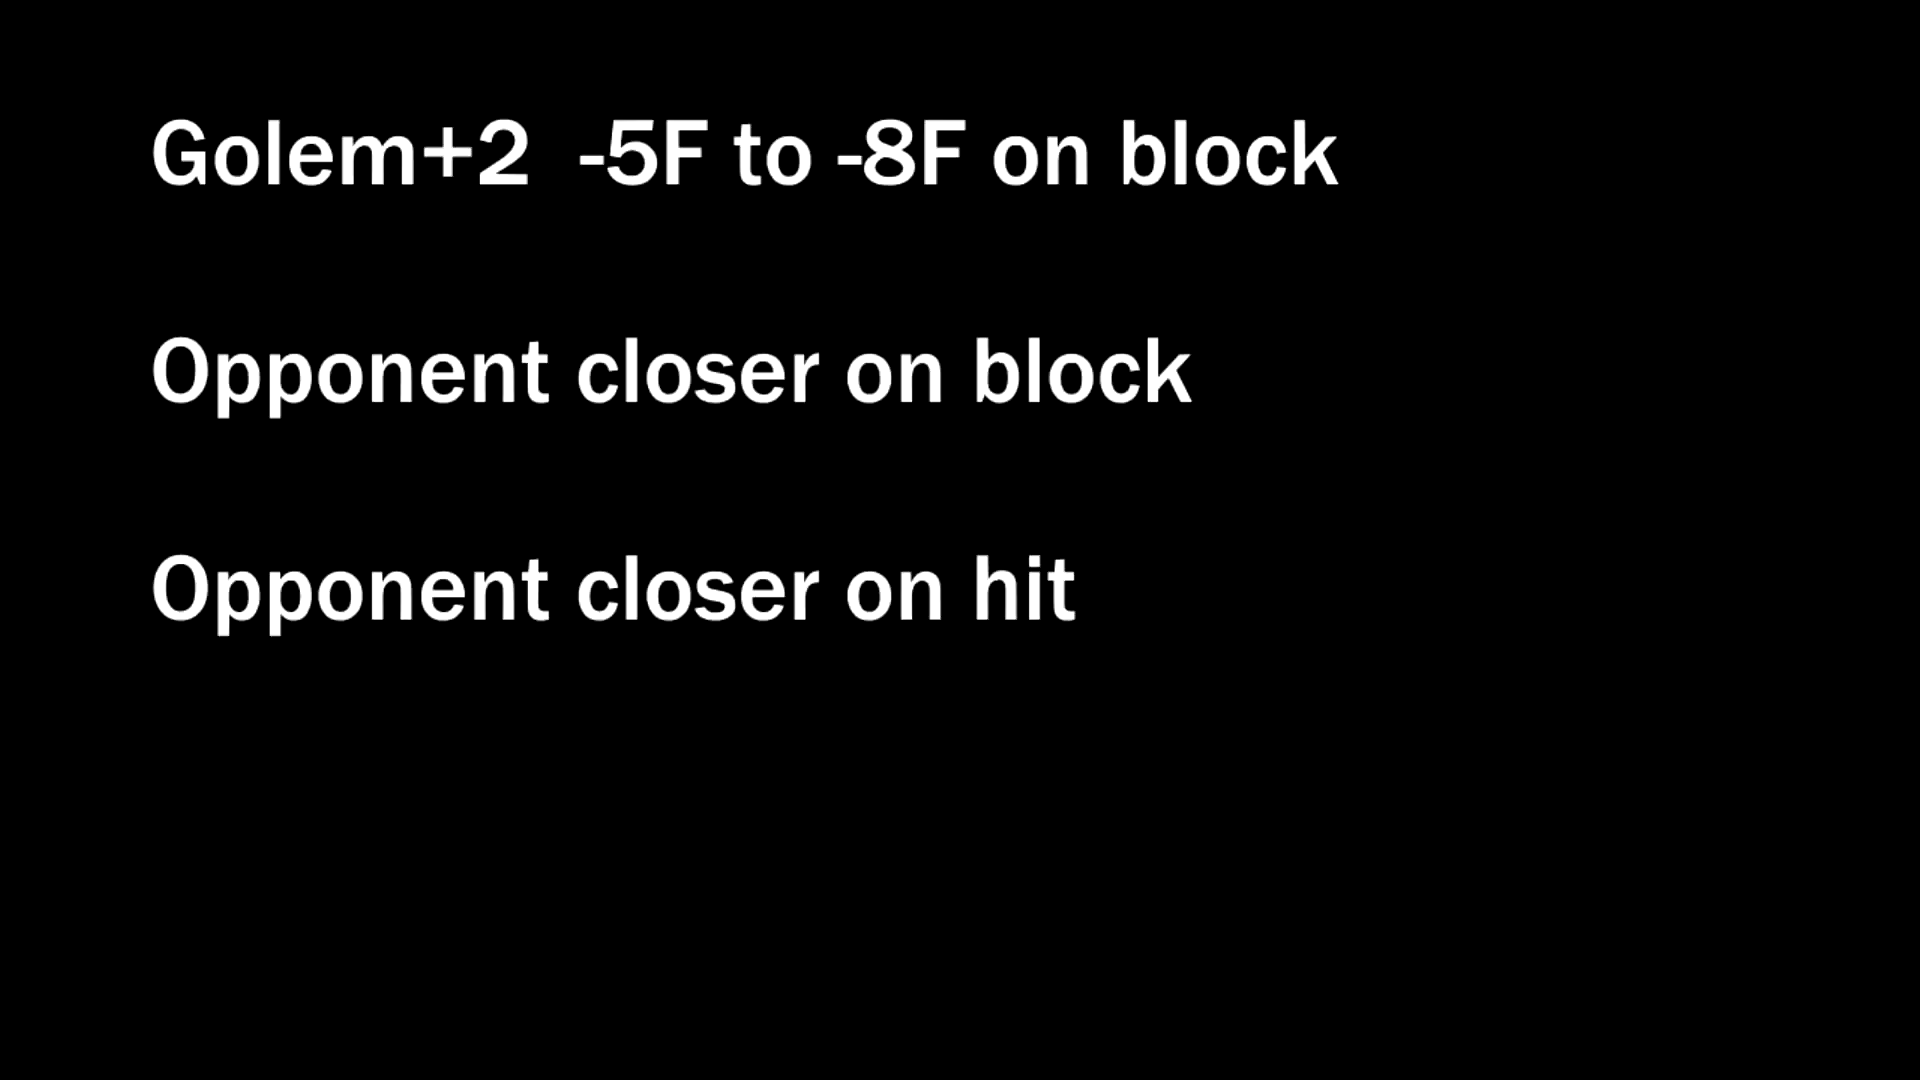 Golem+2 -5F to -8F on block
Opponent closer on block
Opponent closer on hit